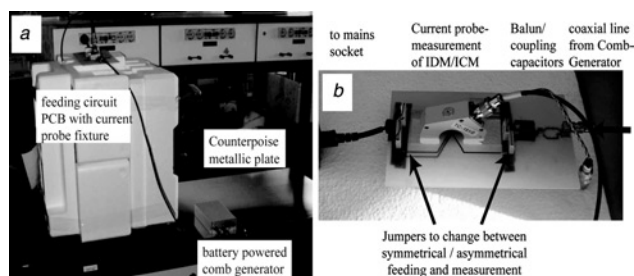 a
feeding circuit
PCB with current
probe fixture
Counterpoise
metallic plate
battery powered
comb generator
to mains
socket
Current probe-
measurement
of IDM/ICM
Balun/
coupling
capacitors
coaxial line
from Comb-
Generator
b
Jumpers to change between
symmetrical / asymmetrical
feeding and measurement